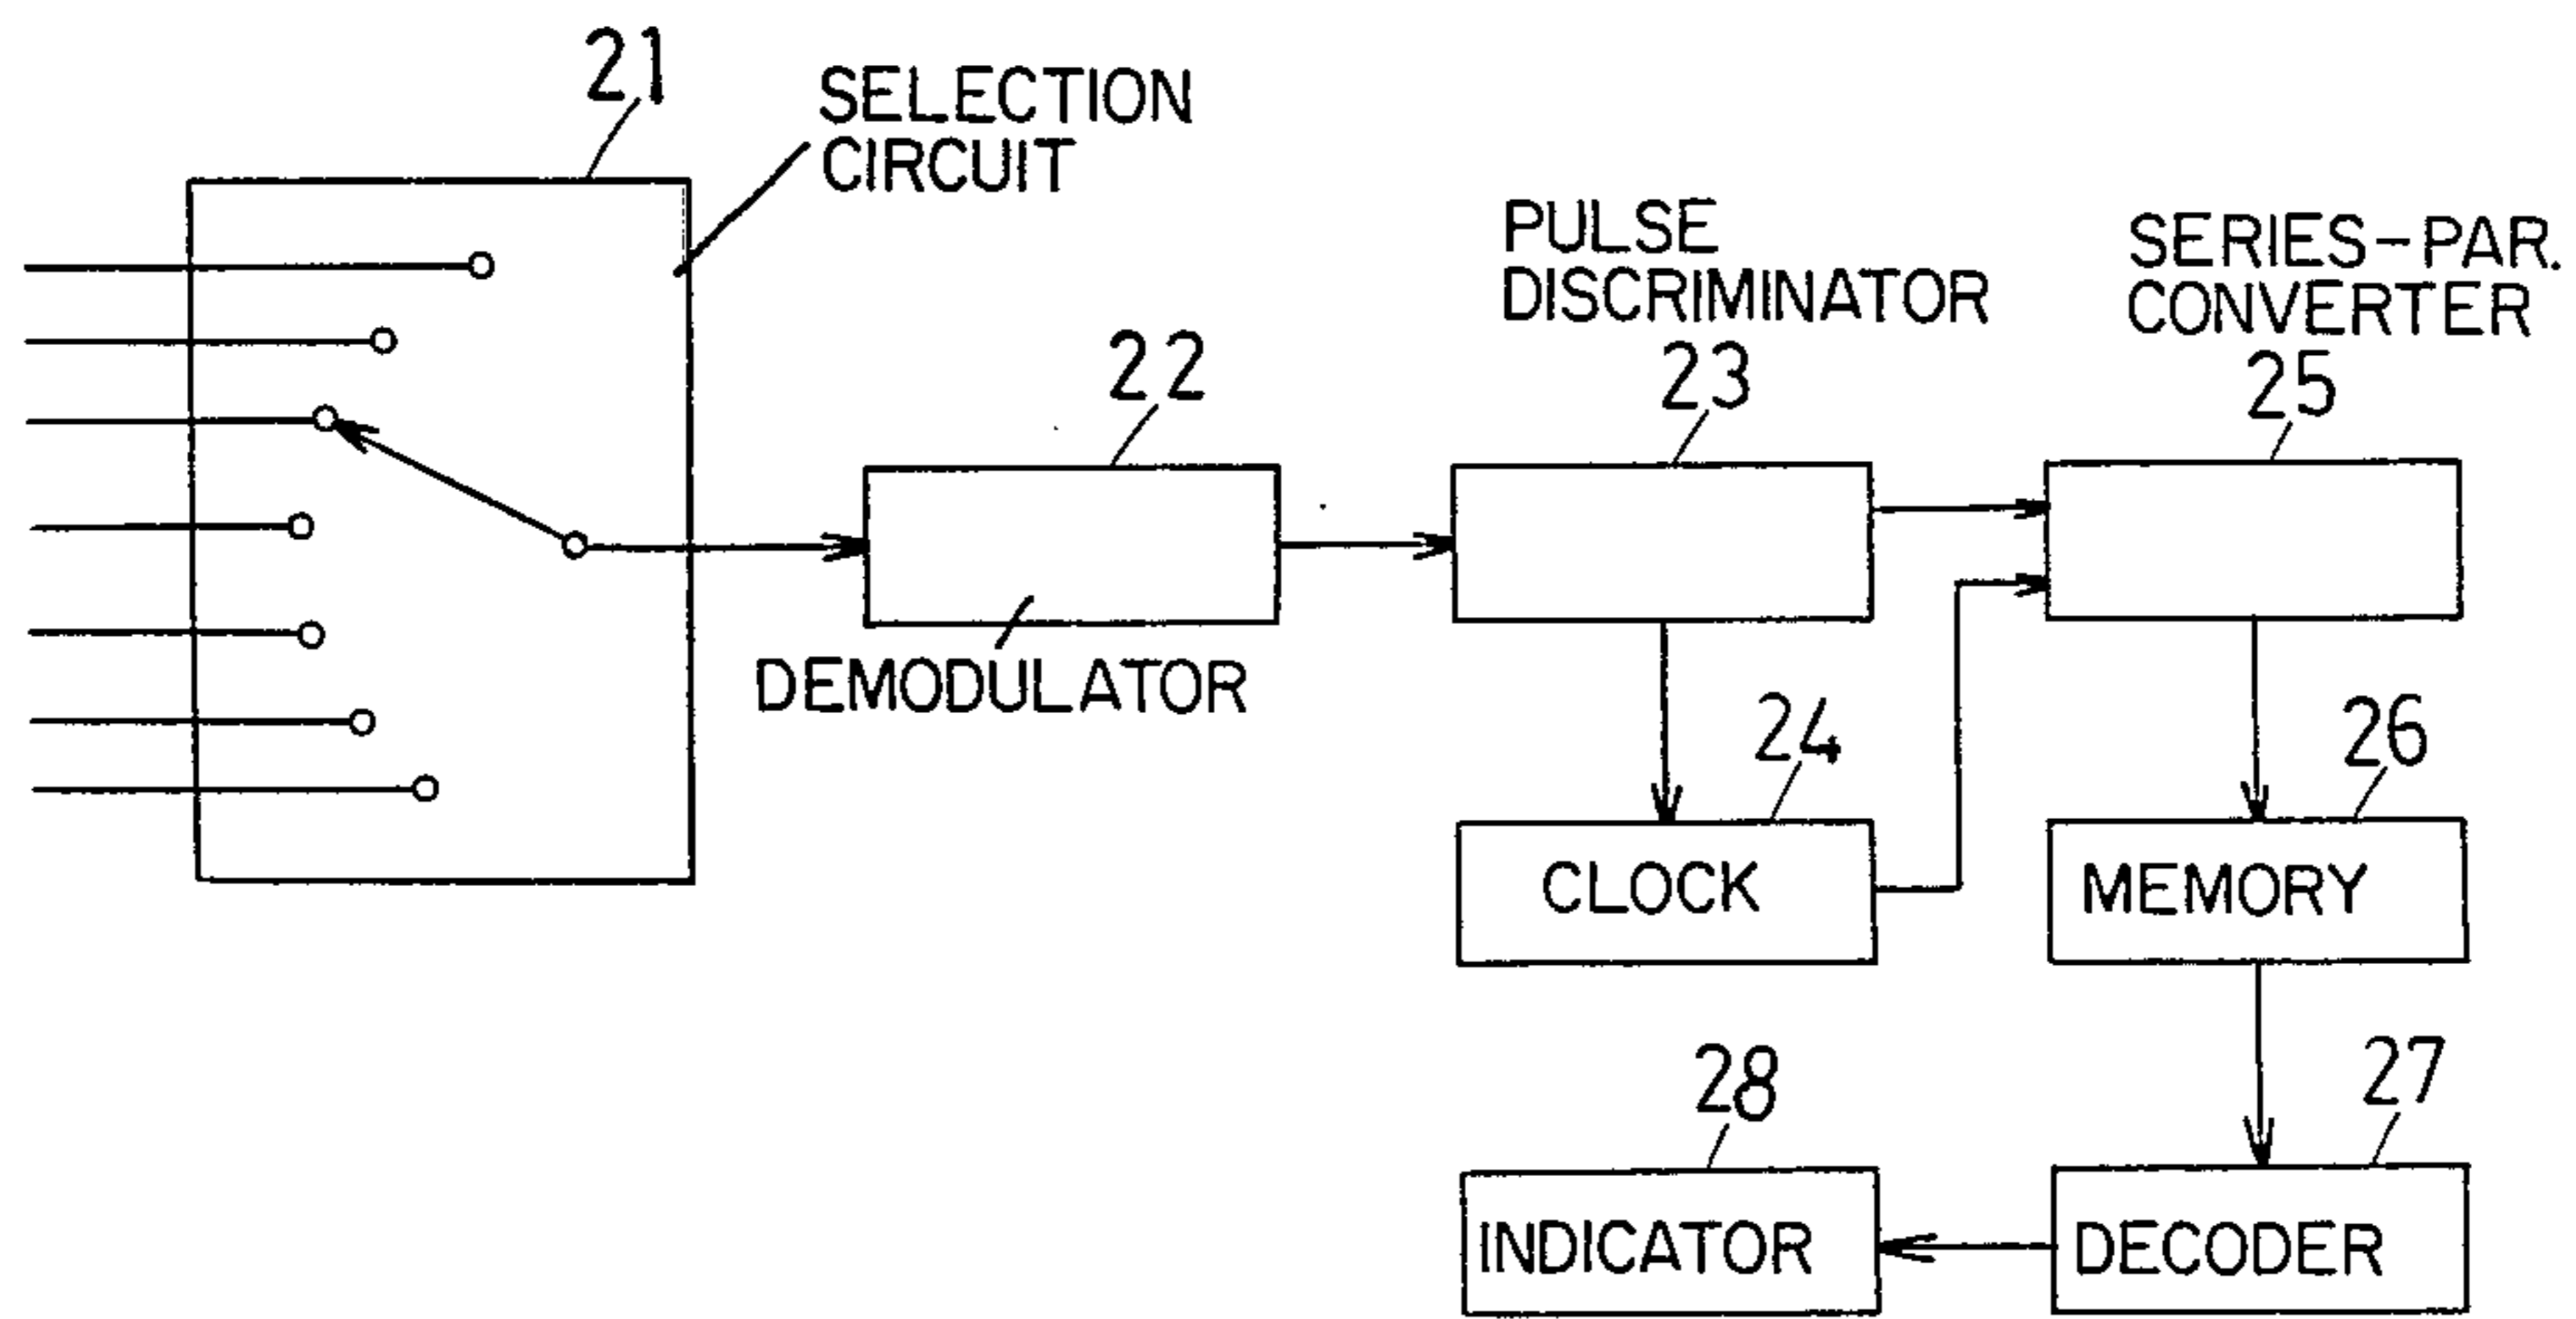 21
SELECTION
CIRCUIT
22
DEMODULATOR
PULSE
DISCRIMINATOR
23
SERIES-PAR.
CONVERTER
25
24
CLOCK
26
MEMORY
27
DECODER
28
INDICATOR